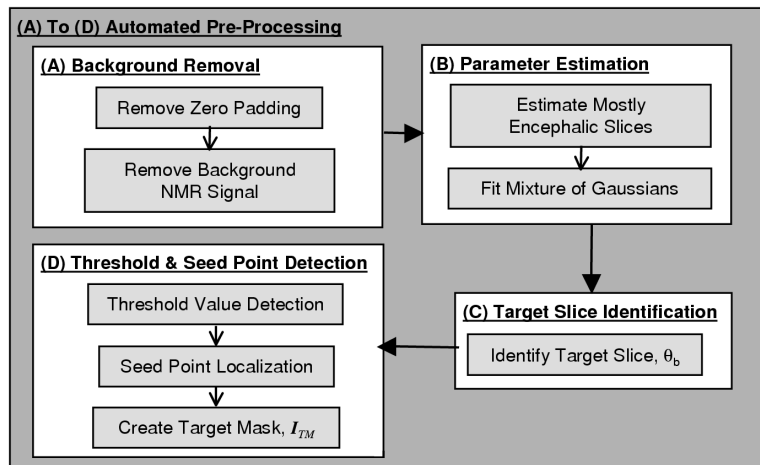 (A) To (D) Automated Pre-Processing
(A) Background Removal
Remove Zero Padding
Remove Background
NMR Signal
(B) Parameter Estimation
Estimate Mostly
Encephalic Slices
Fit Mixture of Gaussians
(C) Target Slice Identification
Identify Target Slice, θb
(D) Threshold & Seed Point Detection
Threshold Value Detection
Seed Point Localization
Create Target Mask, ITM